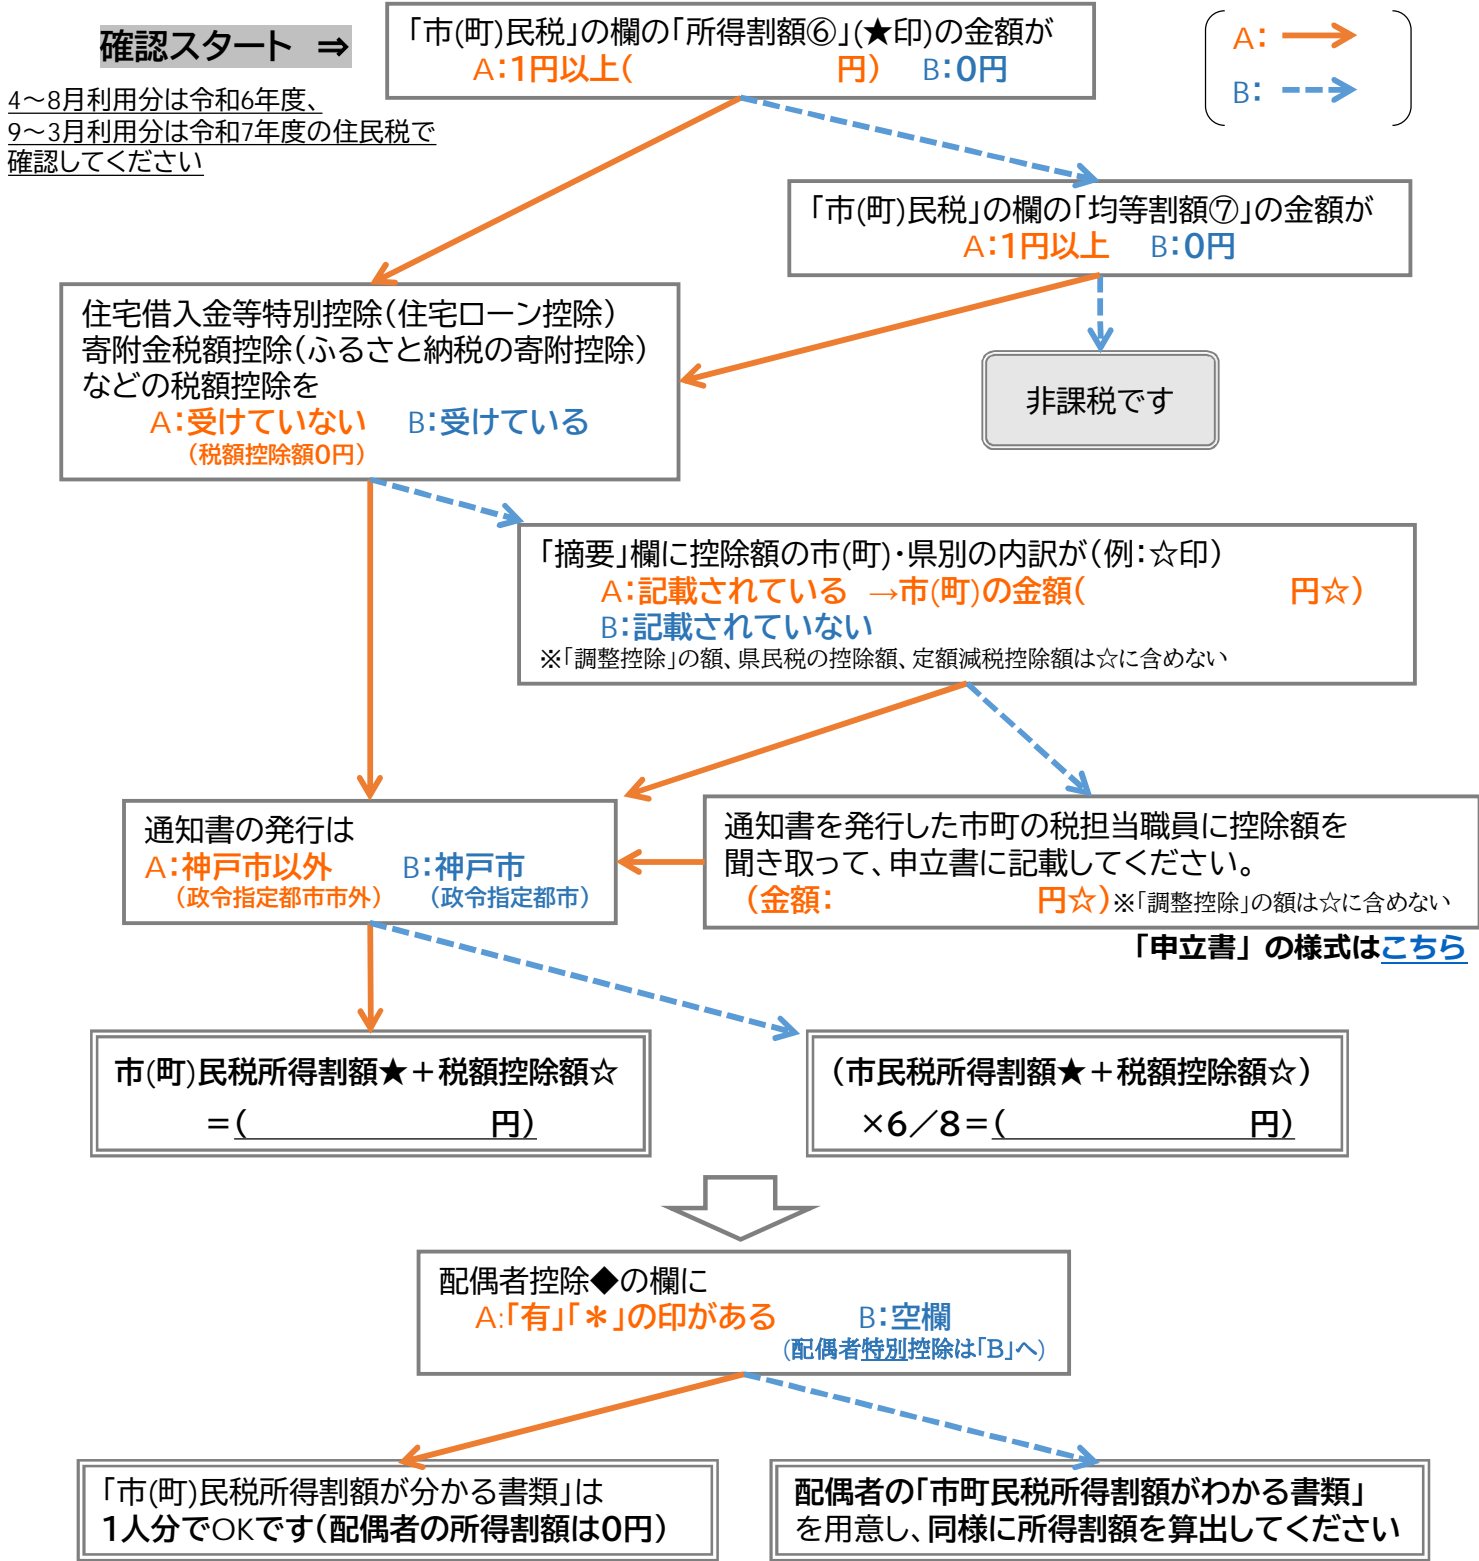 確認スタート ⇒
4～8月利用分は令和6年度、
9～3月利用分は令和7年度の住民税で
確認してください
「市(町)民税」の欄の「所得割額⑥」(★印)の金額が
A：1円以上(　　　　　　円)　B：0円
A：
B：
「市(町)民税」の欄の「均等割額⑦」の金額が
A：1円以上　B：0円
住宅借入金等特別控除（住宅ローン控除）
寄附金税額控除（ふるさと納税の寄附控除）
などの税額控除を
A：受けていない　B：受けている
（税額控除額0円）
非課税です
「摘要」欄に控除額の市(町)・県別の内訳が（例：☆印）
A：記載されている　→市(町)の金額(　　　　　　円☆)
B：記載されていない
※「調整控除」の額、県民税の控除額、定額減税控除額は☆に含めない
通知書の発行は
A：神戸市以外　　B：神戸市
（政令指定都市市外）　（政令指定都市）
通知書を発行した市町の税担当職員に控除額を
聞き取って、申立書に記載してください。
（金額：　　　　　　円☆）※「調整控除」の額は☆に含めない
「申立書」の様式はこちら
市(町)民税所得割額★＋税額控除額☆
＝(　　　　　　　　円)
（市民税所得割額★＋税額控除額☆）
×6／8＝(　　　　　　　　円)
配偶者控除◆の欄に
A:「有」「＊」の印がある　　B：空欄
（配偶者特別控除は「B」へ）
「市(町)民税所得割額が分かる書類」は
1人分でOKです（配偶者の所得割額は0円）
配偶者の「市町民税所得割額がわかる書類」
を用意し、同様に所得割額を算出してください